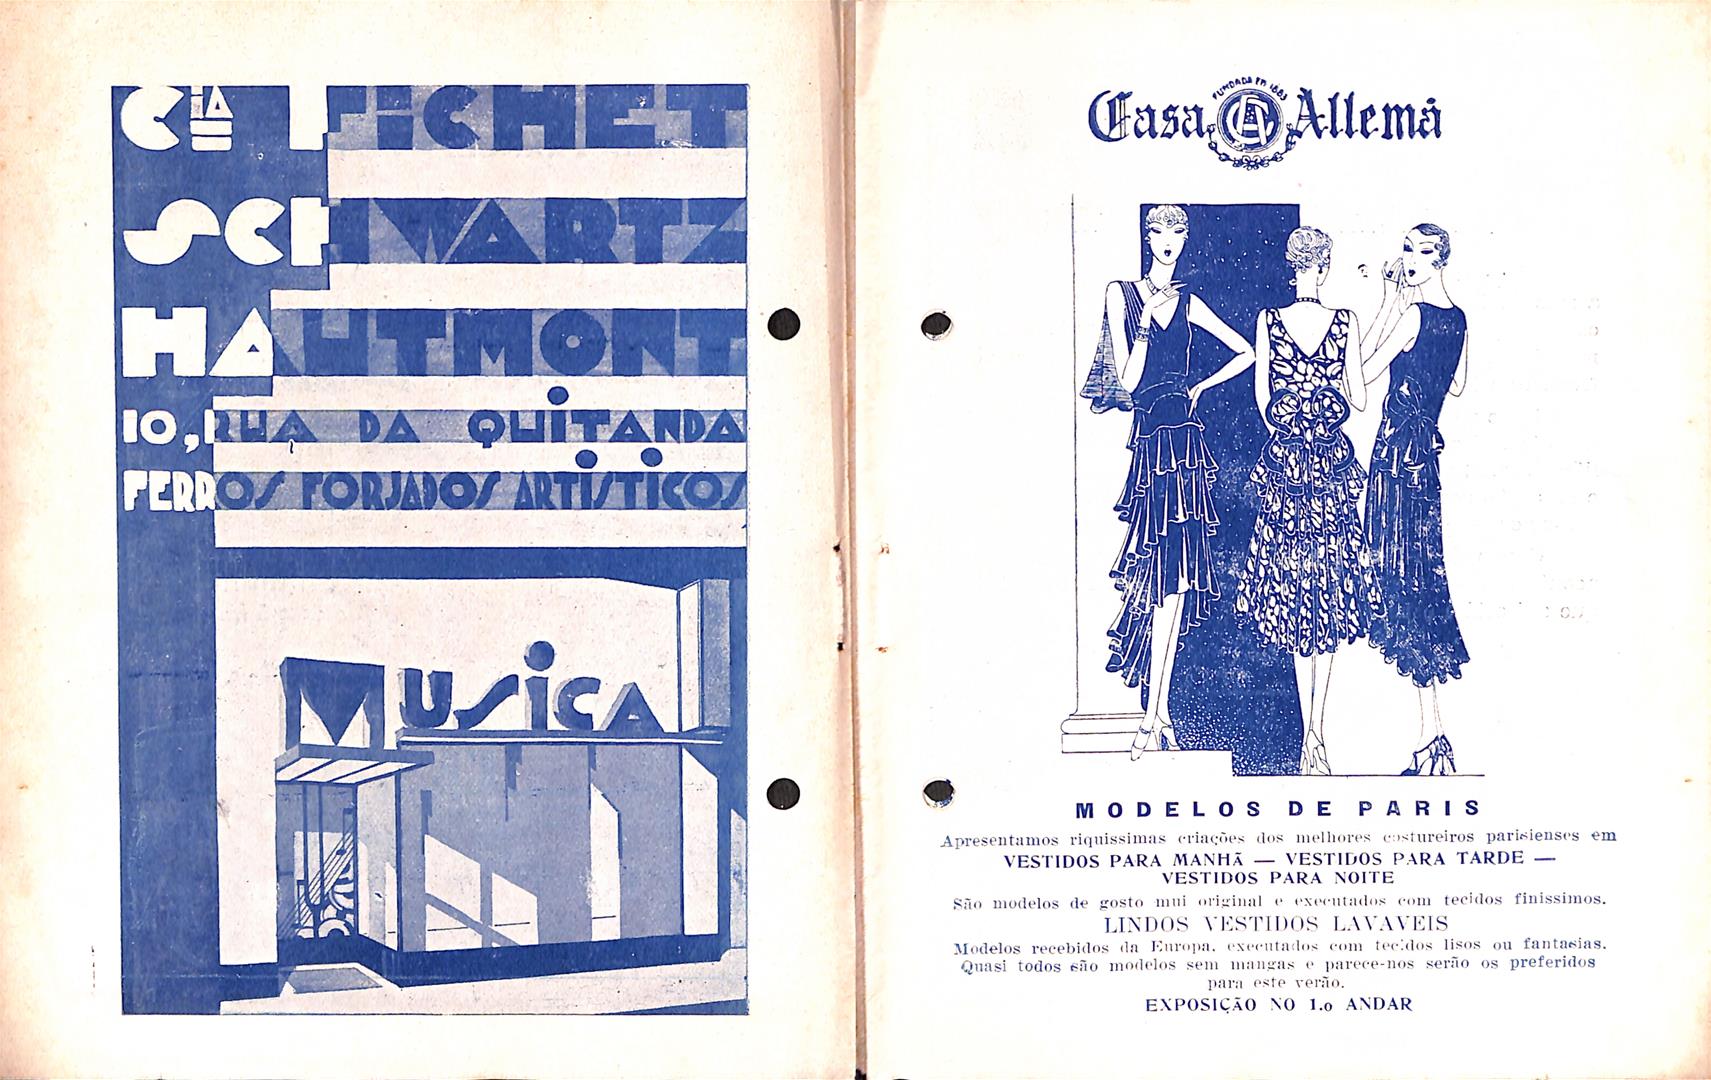 Cia FICHET
SCHWARTZ
HAUTMONT
10, RUA DA QUITANDA
FERROS FORJADOS ARTISTICOS
MUSICA
Casa Allemã
FUNDADA EM 1883
CA
MODELOS DE PARIS
Apresentamos riquissimas criações dos melhores costureiros parisienses em
VESTIDOS PARA MANHÃ — VESTIDOS PARA TARDE —
VESTIDOS PARA NOITE
São modelos de gosto mui original e executados com tecidos finissimos.
LINDOS VESTIDOS LAVAVEIS
Modelos recebidos da Europa, executados com tecidos lisos ou fantasias.
Quasi todos são modelos sem mangas e parece-nos serão os preferidos
para este verão.
EXPOSIÇÃO NO 1.o ANDAR